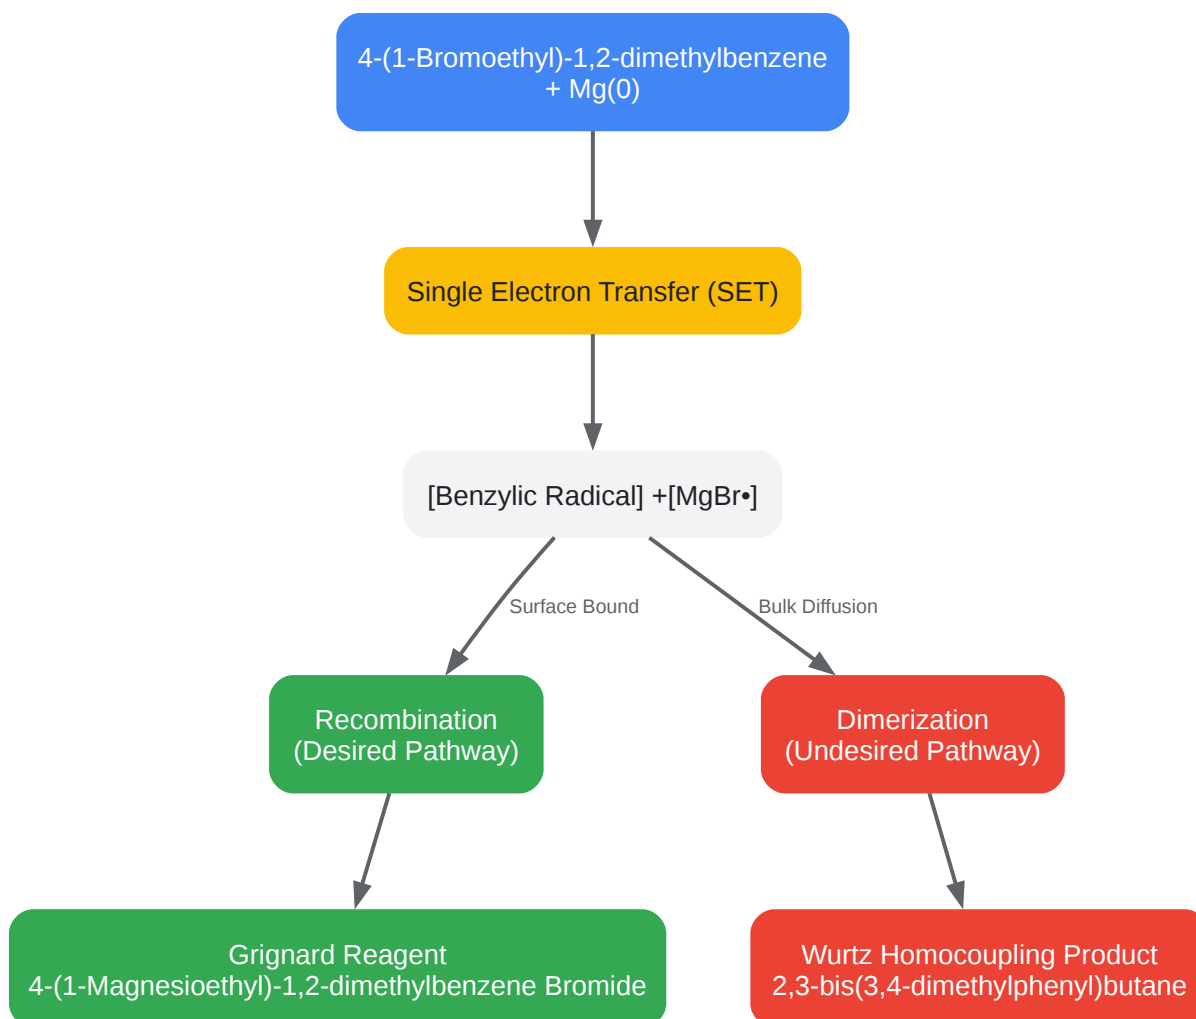 4-(1-Bromoethyl)-1,2-dimethylbenzene
+ Mg(0)
Single Electron Transfer (SET)
[Benzylic Radical] +[MgBr•]
Surface Bound
Bulk Diffusion
Recombination
(Desired Pathway)
Dimerization
(Undesired Pathway)
Grignard Reagent
4-(1-Magnesioethyl)-1,2-dimethylbenzene Bromide
Wurtz Homocoupling Product
2,3-bis(3,4-dimethylphenyl)butane